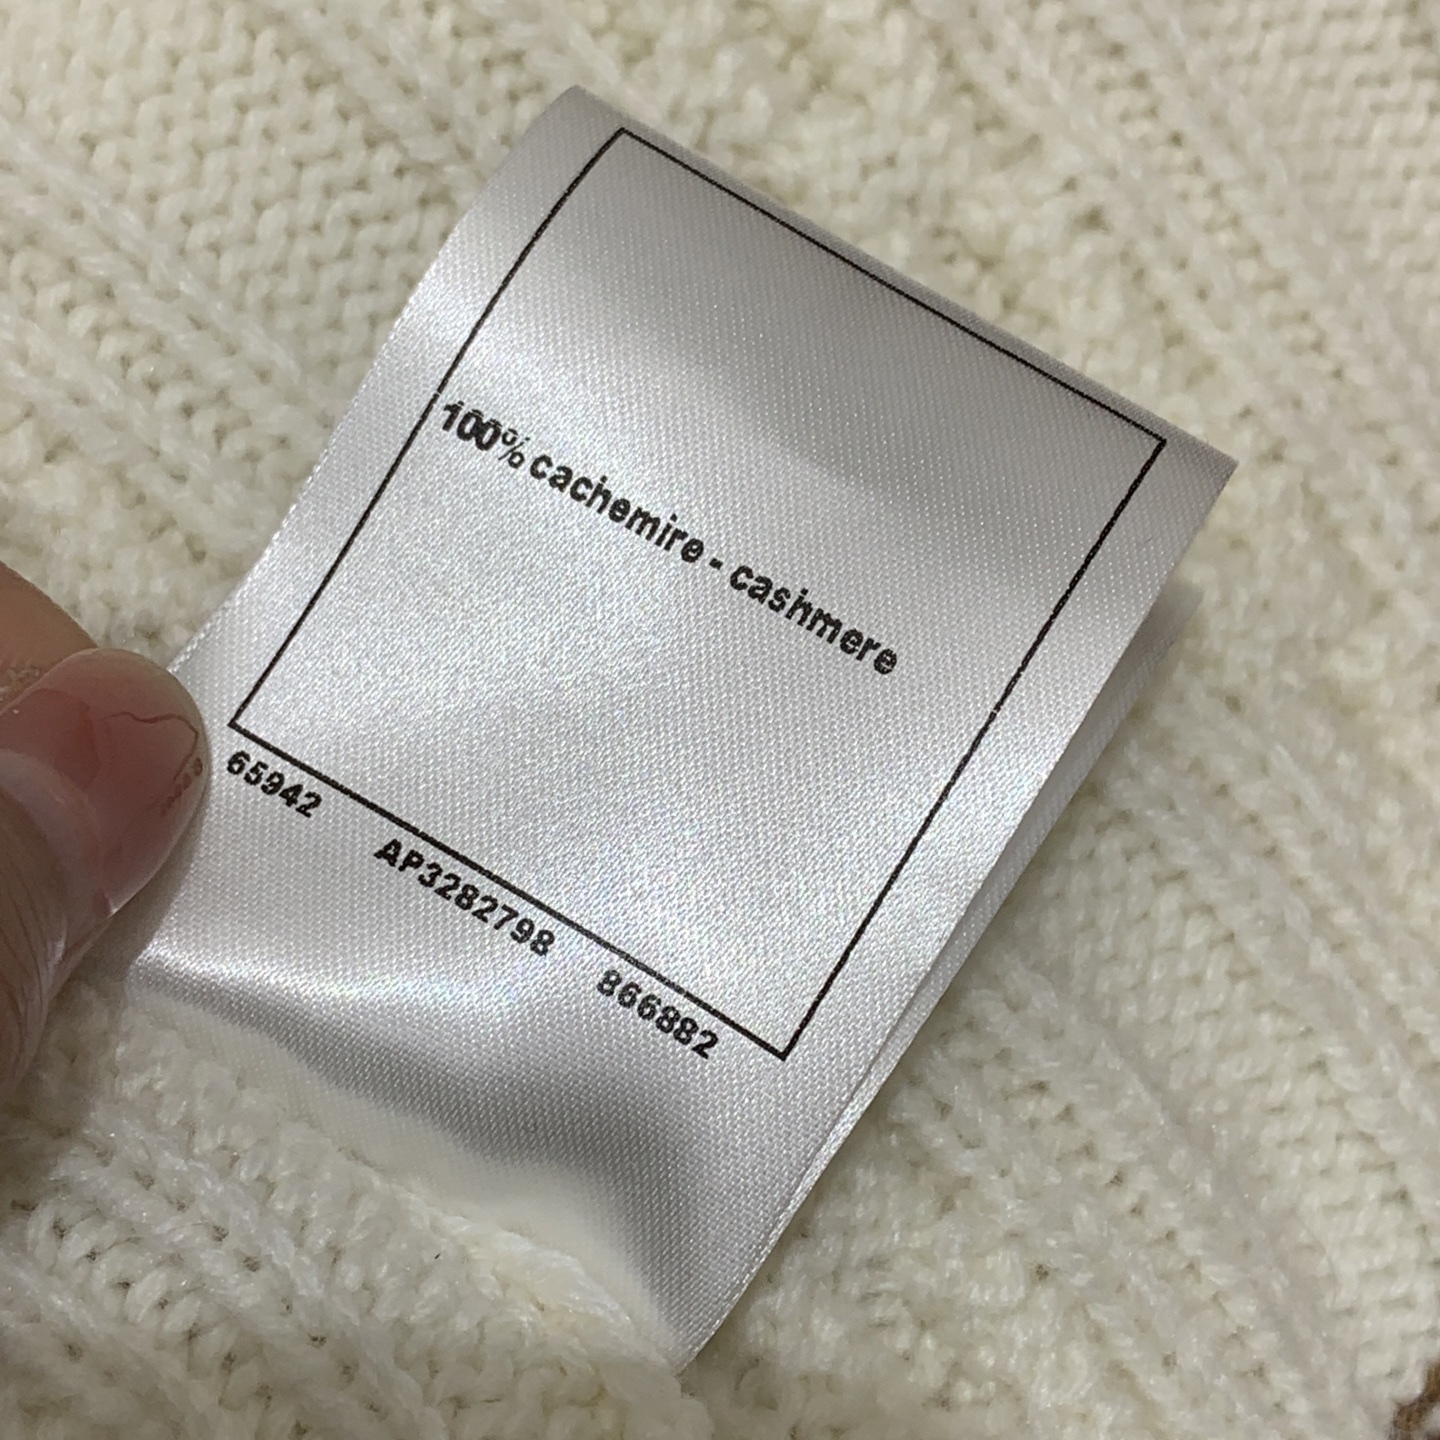 100% cachemire - cashmere
65942 AP3282798 866882